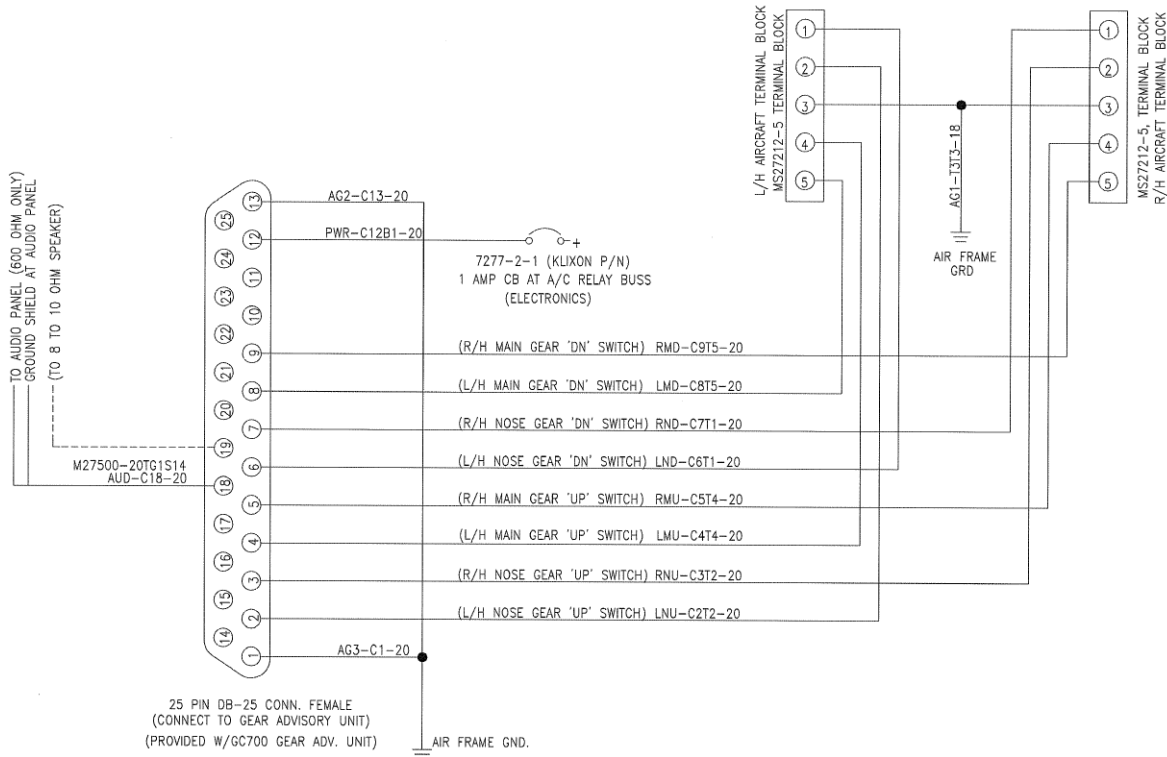 L/H AIRCRAFT TERMINAL BLOCK
MS27212-5 TERMINAL BLOCK
1
2
3
4
5
AG1-T3T3-18
AIR FRAME
GRD
1
2
3
4
5
MS27212-5, TERMINAL BLOCK
R/H AIRCRAFT TERMINAL BLOCK
TO AUDIO PANEL (600 OHM ONLY)
GROUND SHIELD AT AUDIO PANEL
(TO 8 TO 10 OHM SPEAKER)
M27500-20TG1S14
AUD-C18-20
13
25
12
24
11
23
10
22
9
21
8
20
7
19
6
18
5
17
4
16
3
15
2
14
1
AG2-C13-20
PWR-C12B1-20
+
7277-2-1 (KLIXON P/N)
1 AMP CB AT A/C RELAY BUSS
(ELECTRONICS)
(R/H MAIN GEAR 'DN' SWITCH) RMD-C9T5-20
(L/H MAIN GEAR 'DN' SWITCH) LMD-C8T5-20
(R/H NOSE GEAR 'DN' SWITCH) RND-C7T1-20
(L/H NOSE GEAR 'DN' SWITCH) LND-C6T1-20
(R/H MAIN GEAR 'UP' SWITCH) RMU-C5T4-20
(L/H MAIN GEAR 'UP' SWITCH) LMU-C4T4-20
(R/H NOSE GEAR 'UP' SWITCH) RNU-C3T2-20
(L/H NOSE GEAR 'UP' SWITCH) LNU-C2T2-20
AG3-C1-20
25 PIN DB-25 CONN. FEMALE
(CONNECT TO GEAR ADVISORY UNIT)
(PROVIDED W/GC700 GEAR ADV. UNIT)
AIR FRAME GND.